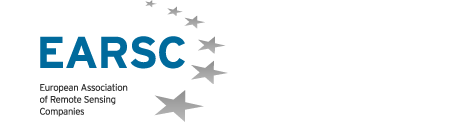 EARSC
European Association
of Remote Sensing
Companies